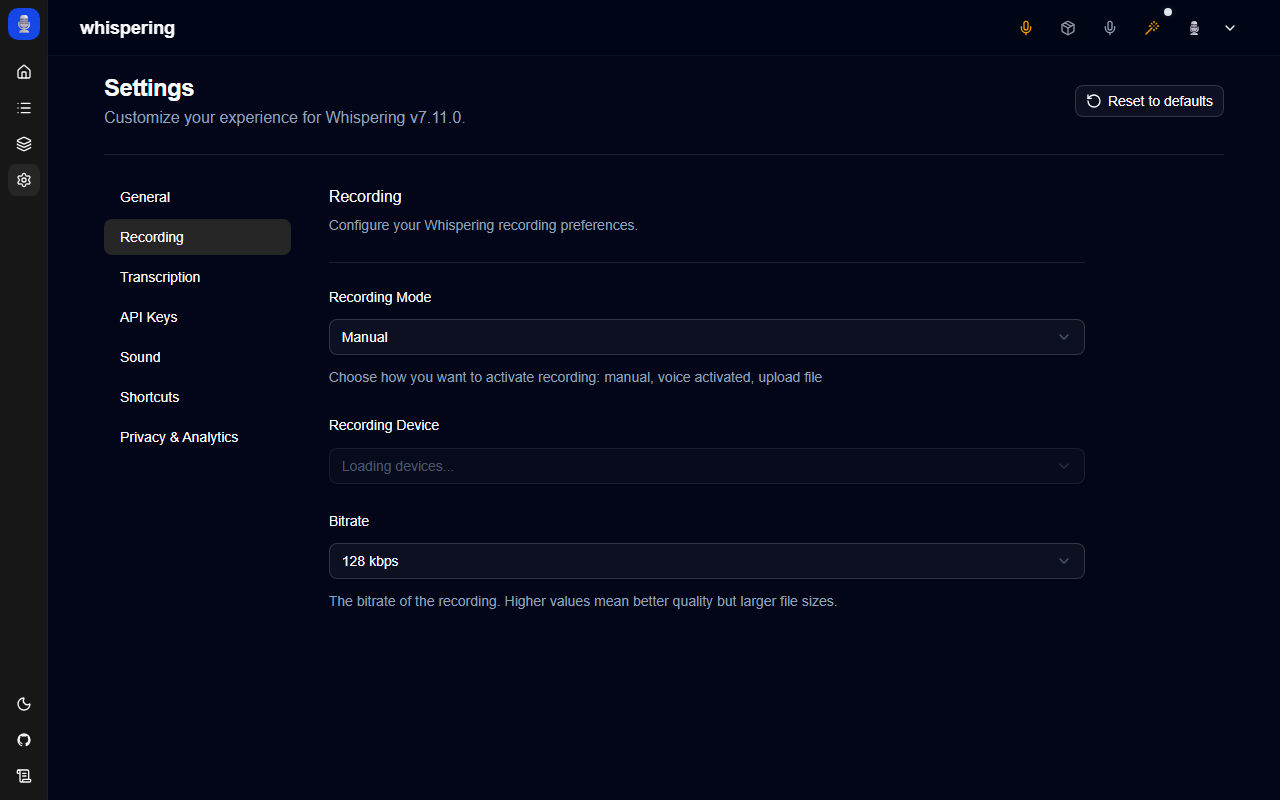 whispering
Settings
Customize your experience for Whispering v7.11.0.
Reset to defaults
General
Recording
Transcription
API Keys
Sound
Shortcuts
Privacy & Analytics
Recording
Configure your Whispering recording preferences.
Recording Mode
Manual
Choose how you want to activate recording: manual, voice activated, upload file
Recording Device
Loading devices...
Bitrate
128 kbps
The bitrate of the recording. Higher values mean better quality but larger file sizes.